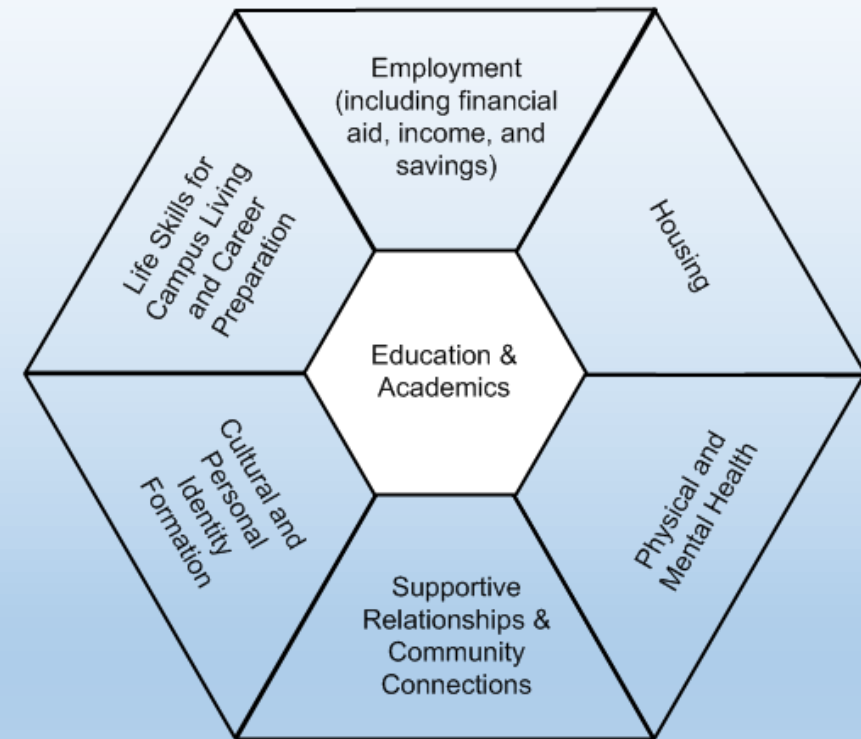 Employment
(including financial
aid, income, and
savings)
Life Skills for
Campus Living
and Career
Preparation
Housing
Education &
Academics
Cultural and
Personal
Identity
Formation
Physical and
Mental Health
Supportive
Relationships &
Community
Connections